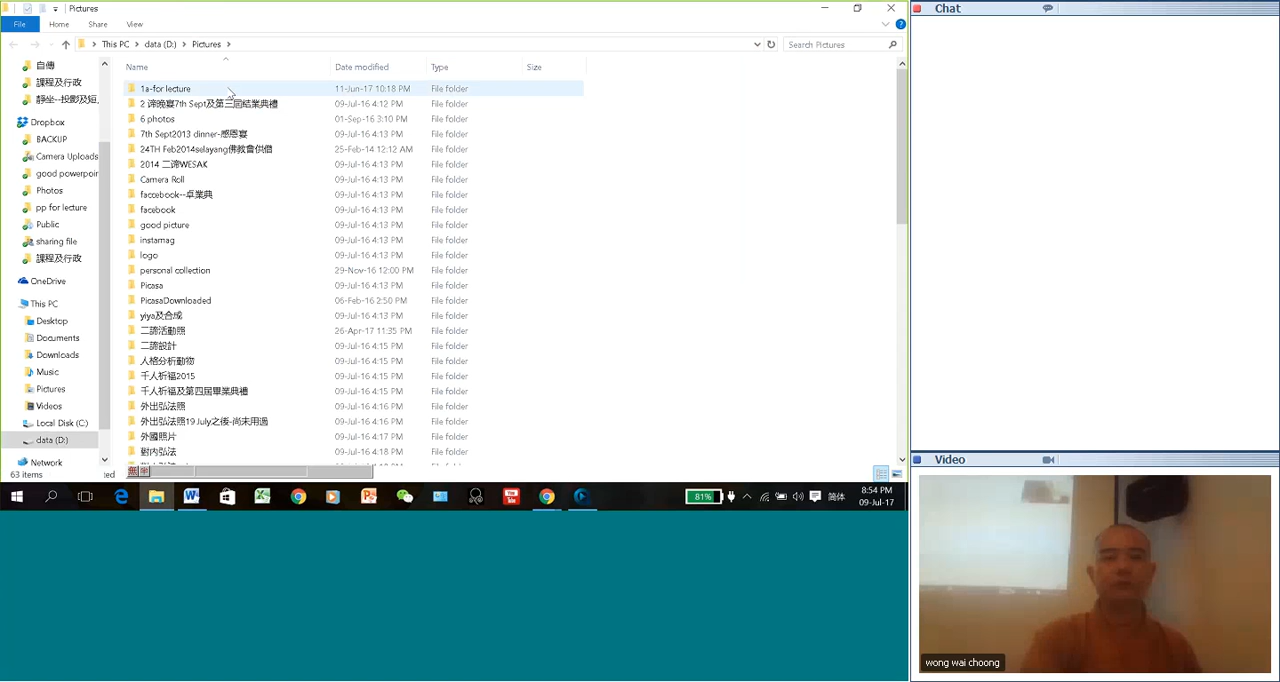 Pictures
Chat
File
Home
Share
View
This PC
data (D:)
Pictures
Search Pictures
Name
Date modified
Type
Size
自傳
課程及行政
Dropbox
BACKUP
Camera Uploads
good powerpoin
Photos
pp for lecture
Public
sharing file
課程及行政
OneDrive
This PC
Desktop
Documents
Downloads
Music
Pictures
Videos
Local Disk (C)
data (D:)
Network
1a-for lecture 11-Jun-17 10:18 PM File folder
2 谛晚宴7th Sept及第三屆結業典禮 09-Jul-16 4:12 PM File folder
6 photos 01-Sep-16 3:10 PM File folder
7th Sept2013 dinner-感恩宴 09-Jul-16 4:13 PM File folder
24TH Feb2014selayang佛教會供僧 25-Feb-14 12:12 AM File folder
2014 二谛WESAK 09-Jul-16 4:13 PM File folder
Camera Roll 09-Jul-16 4:13 PM File folder
faccebook--卓業典 09-Jul-16 4:13 PM File folder
facebook 09-Jul-16 4:13 PM File folder
good picture 09-Jul-16 4:13 PM File folder
instamag 09-Jul-16 4:13 PM File folder
logo 09-Jul-16 4:13 PM File folder
personal collection 29-Nov-16 12:00 PM File folder
Picasa 09-Jul-16 4:13 PM File folder
PicasaDownloaded 06-Feb-16 2:50 PM File folder
yiya及合成 09-Jul-16 4:13 PM File folder
二諦活動照 26-Apr-17 11:35 PM File folder
二諦設計 09-Jul-16 4:15 PM File folder
人格分析動物 09-Jul-16 4:15 PM File folder
千人祈福2015 09-Jul-16 4:15 PM File folder
千人祈福及第四屆畢業典禮 09-Jul-16 4:15 PM File folder
外出弘法照 09-Jul-16 4:16 PM File folder
外出弘法照19 July之後-尚未用過 09-Jul-16 4:16 PM File folder
外國照片 09-Jul-16 4:17 PM File folder
對內弘法 09-Jul-16 4:18 PM File folder
63 items
81%
简体
8:54 PM
09-Jul-17
Video
wong wai choong